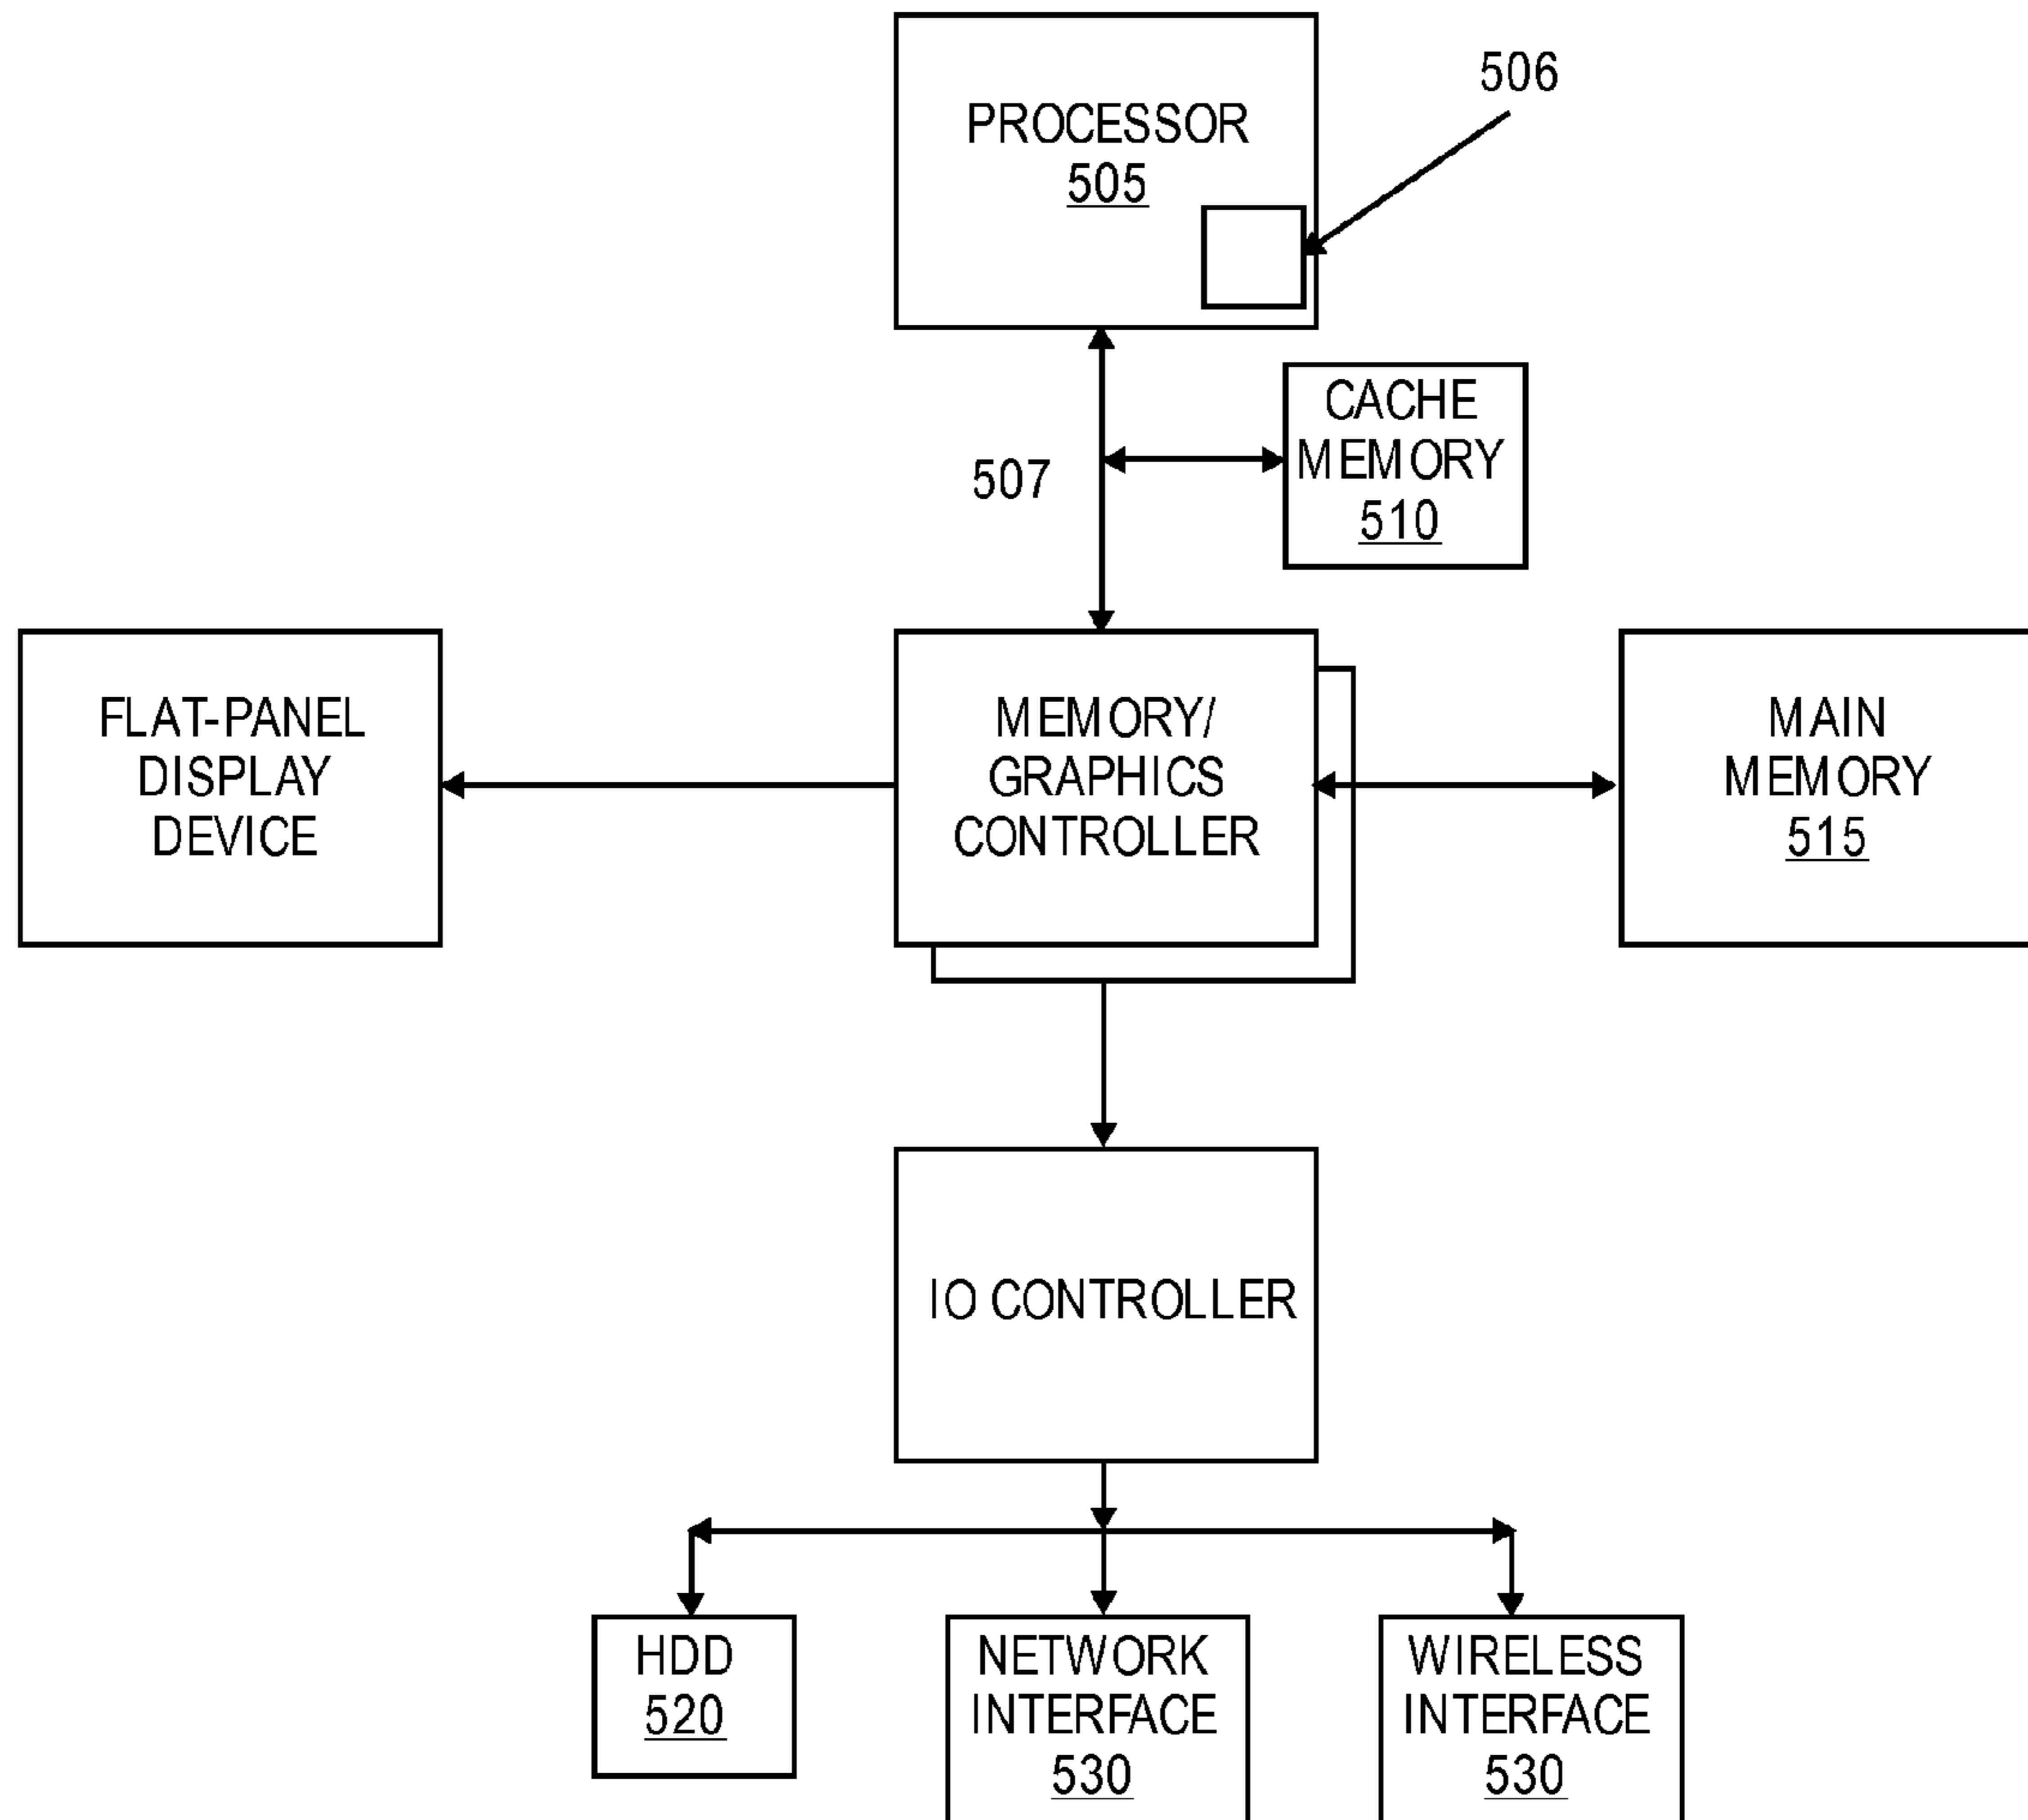 506
PROCESSOR
505
CACHE
MEMORY
510
507
FLAT-PANEL
DISPLAY
DEVICE
MEMORY/
GRAPHICS
CONTROLLER
MAIN
MEMORY
515
IO CONTROLLER
HDD
520
NETWORK
INTERFACE
530
WIRELESS
INTERFACE
530